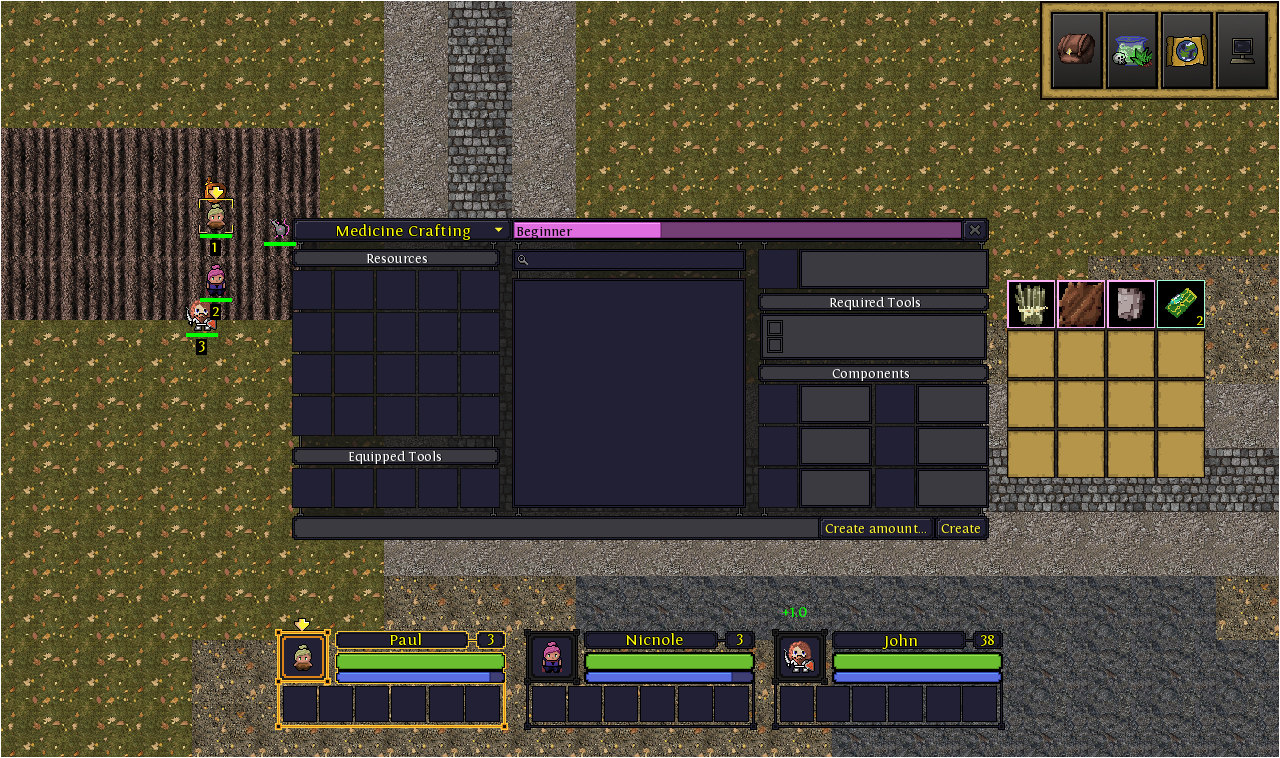 1
2
3
Medicine Crafting
Beginner
Resources
Required Tools
2
Components
Equipped Tools
Create amount...
Create
+1.0
Paul
3
Nicnole
3
John
38